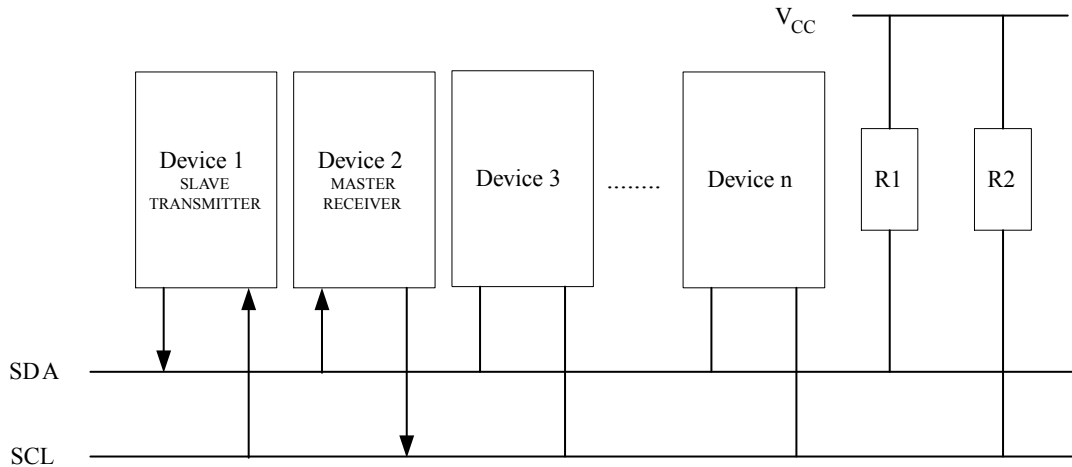 VCC
Device 1
SLAVE
TRANSMITTER
Device 2
MASTER
RECEIVER
Device 3
........
Device n
R1
R2
SDA
SCL